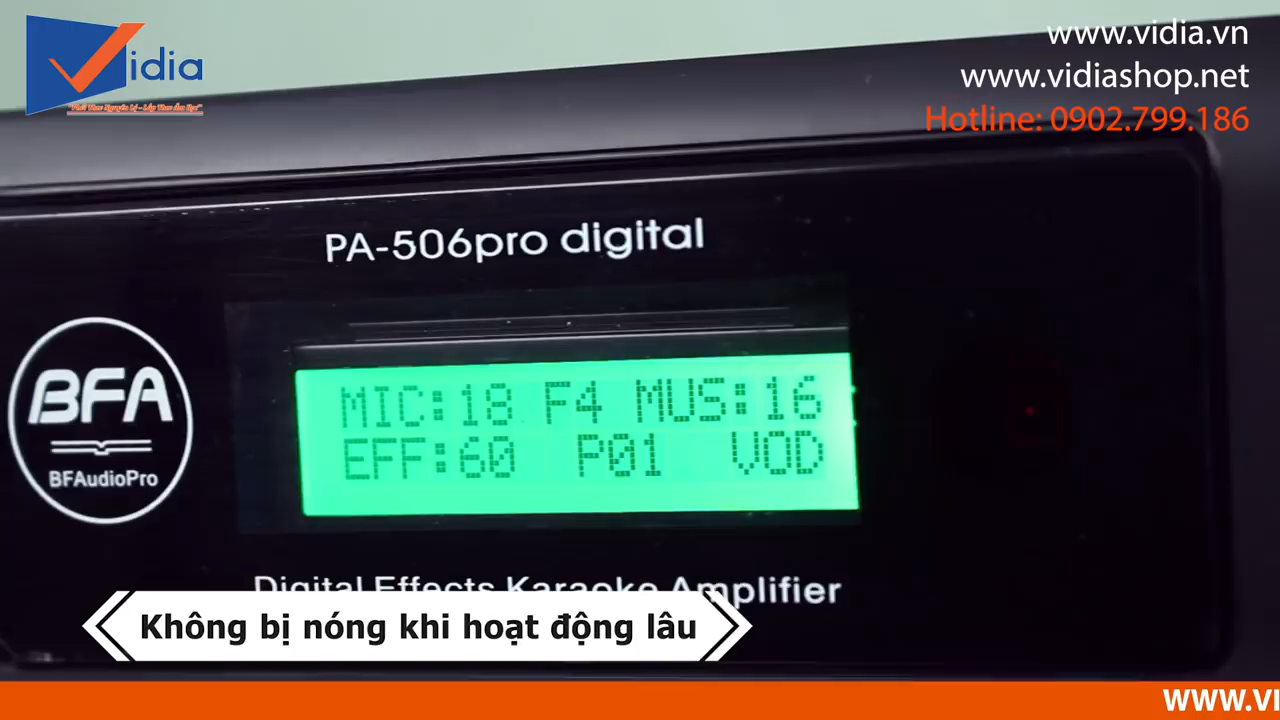 Vidia
www.vidia.vn
www.vidiashop.net
Hotline: 0902.799.186
PA-506pro digital
BFA
BFAudioPro
MIC:18 F4 MUS:16
EFF:60 P01 VOD
Digital Effects Karaoke Amplifier
Không bị nóng khi hoạt động lâu
WWW.VI